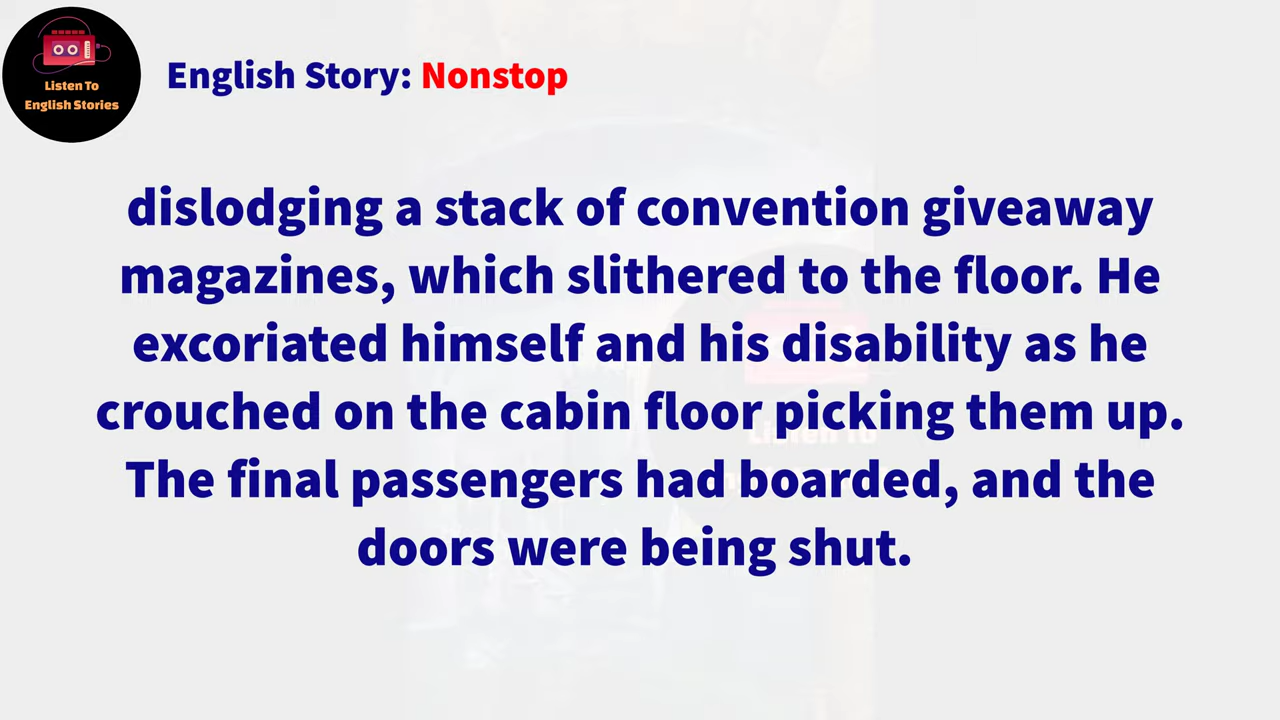 Listen To
English Stories
English Story: Nonstop
dislodging a stack of convention giveaway
magazines, which slithered to the floor. He
excoriated himself and his disability as he
crouched on the cabin floor picking them up.
The final passengers had boarded, and the
doors were being shut.
Listen To